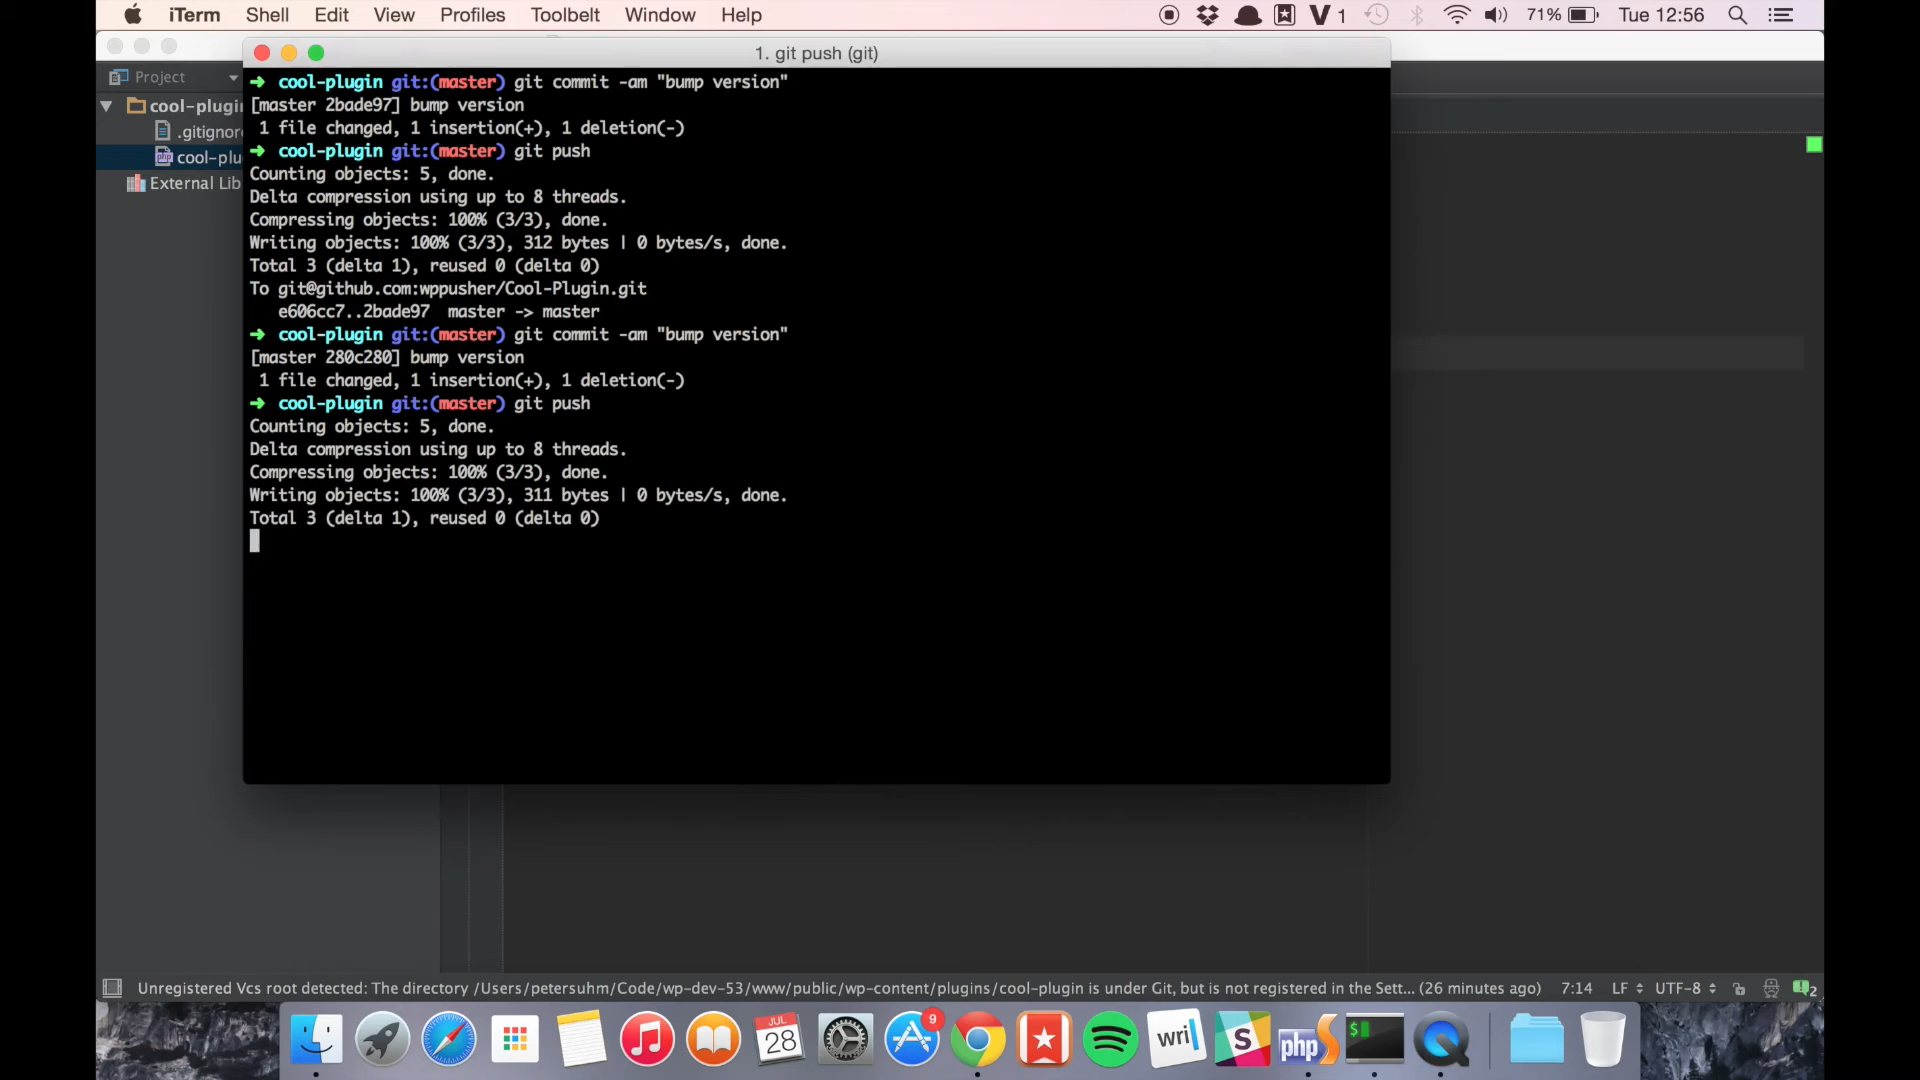 iTerm Shell Edit View Profiles Toolbelt Window Help V 1 71% Tue 12:56
1. git push (git)
Project
cool-plugin
.gitignore
cool-plu
External Lib
➜ cool-plugin git:(master) git commit -am "bump version"
[master 2bade97] bump version
1 file changed, 1 insertion(+), 1 deletion(-)
➜ cool-plugin git:(master) git push
Counting objects: 5, done.
Delta compression using up to 8 threads.
Compressing objects: 100% (3/3), done.
Writing objects: 100% (3/3), 312 bytes | 0 bytes/s, done.
Total 3 (delta 1), reused 0 (delta 0)
To git@github.com:wppusher/Cool-Plugin.git
e606cc7..2bade97 master -> master
➜ cool-plugin git:(master) git commit -am "bump version"
[master 280c280] bump version
1 file changed, 1 insertion(+), 1 deletion(-)
➜ cool-plugin git:(master) git push
Counting objects: 5, done.
Delta compression using up to 8 threads.
Compressing objects: 100% (3/3), done.
Writing objects: 100% (3/3), 311 bytes | 0 bytes/s, done.
Total 3 (delta 1), reused 0 (delta 0)
Unregistered Vcs root detected: The directory /Users/petersuhm/Code/wp-dev-53/www/public/wp-content/plugins/cool-plugin is under Git, but is not registered in the Sett... (26 minutes ago) 7:14 LF UTF-8 2
JUL
28
9
wri
S
php
$